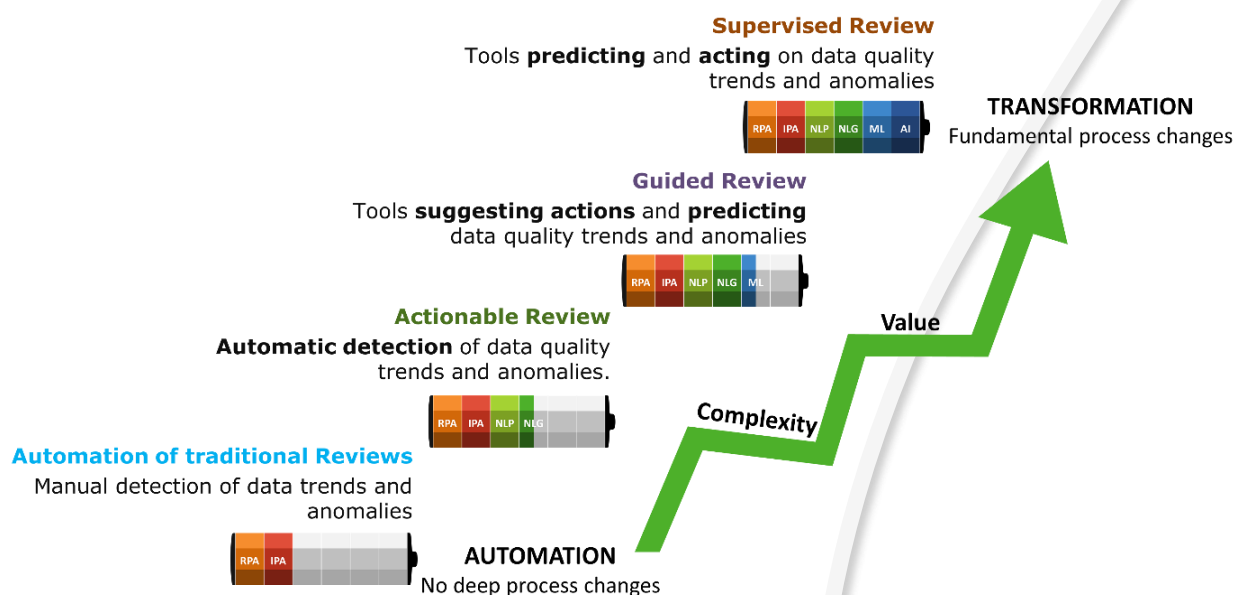 Supervised Review
Tools predicting and acting on data quality
trends and anomalies
RPA IPA NLP NLG ML AI
TRANSFORMATION
Fundamental process changes
Guided Review
Tools suggesting actions and predicting
data quality trends and anomalies
RPA IPA NLP NLG ML
Value
Actionable Review
Automatic detection of data quality
trends and anomalies.
RPA IPA NLP NLG
Complexity
Automation of traditional Reviews
Manual detection of data trends and
anomalies
RPA IPA
AUTOMATION
No deep process changes